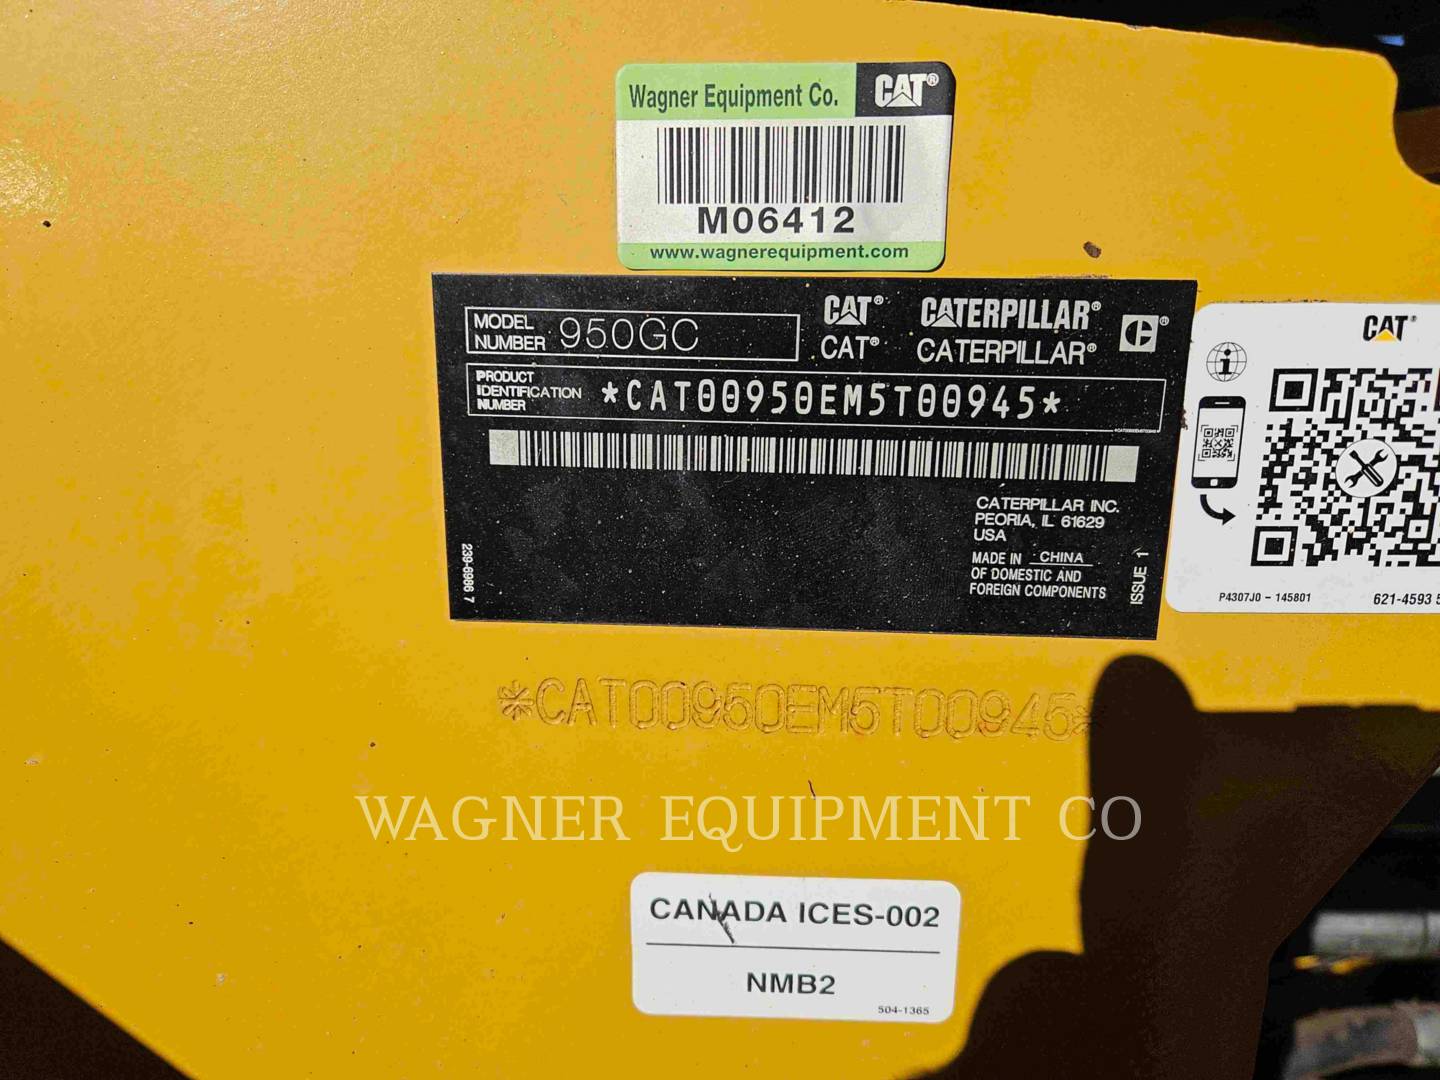 Wagner Equipment Co.
CAT®
M06412
www.wagnerequipment.com
MODEL NUMBER 950GC
CAT® CATERPILLAR®
CAT® CATERPILLAR®
C®
PRODUCT IDENTIFICATION NUMBER *CAT00950EM5T00945*
CATERPILLAR INC.
PEORIA, IL 61629
USA
MADE IN CHINA
OF DOMESTIC AND
FOREIGN COMPONENTS
ISSUE 1
239-6986 7
CAT®
P4307J0 - 145801
621-4593 5
*CAT00950EM5T00945*
WAGNER EQUIPMENT CO
CANADA ICES-002
NMB2
504-1365